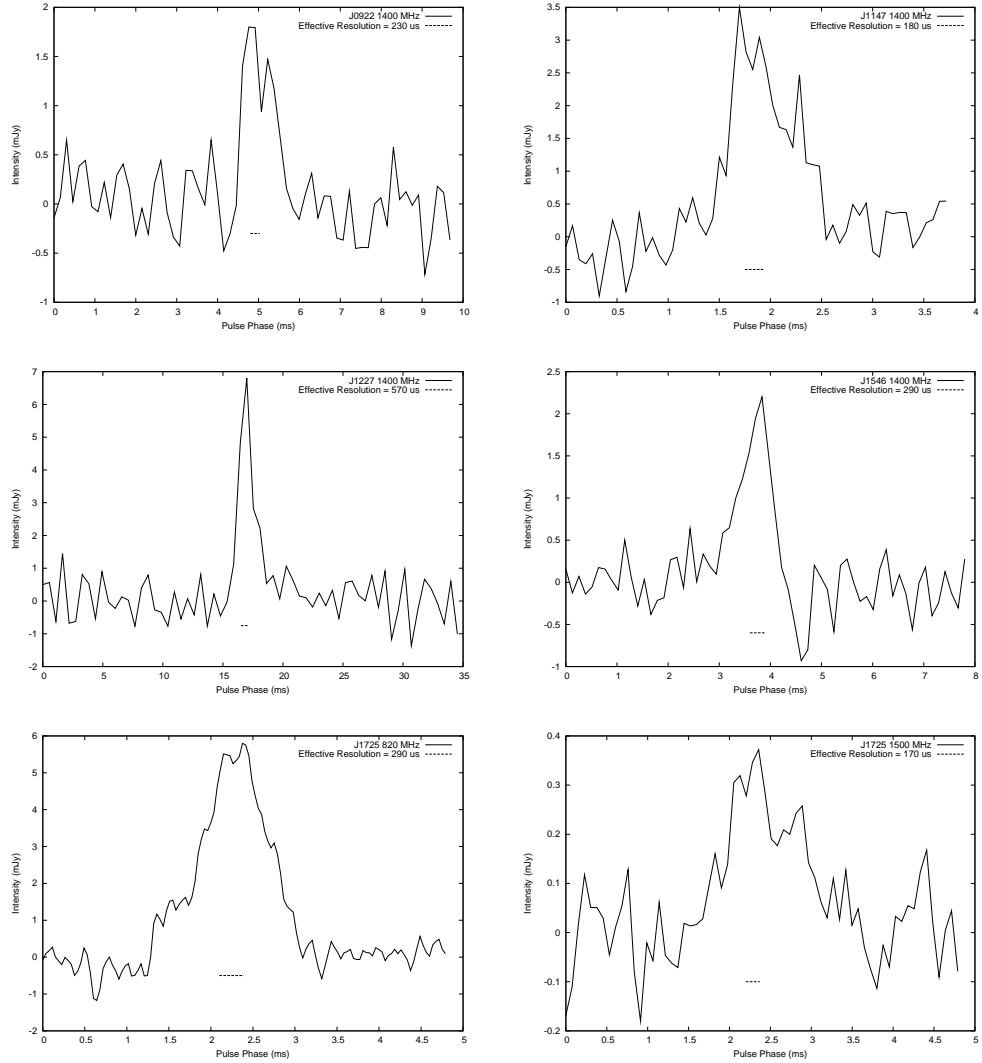 J0922 1400 MHz
Effective Resolution = 230 us
Intensity (mJy)
2
1.5
1
0.5
0
-0.5
-1
0 1 2 3 4 5 6 7 8 9 10
Pulse Phase (ms)
J1147 1400 MHz
Effective Resolution = 180 us
Intensity (mJy)
3.5
3
2.5
2
1.5
1
0.5
0
-0.5
-1
0 0.5 1 1.5 2 2.5 3 3.5 4
Pulse Phase (ms)
J1227 1400 MHz
Effective Resolution = 570 us
Intensity (mJy)
7
6
5
4
3
2
1
0
-1
-2
0 5 10 15 20 25 30 35
Pulse Phase (ms)
J1546 1400 MHz
Effective Resolution = 290 us
Intensity (mJy)
2.5
2
1.5
1
0.5
0
-0.5
-1
0 1 2 3 4 5 6 7 8
Pulse Phase (ms)
J1725 820 MHz
Effective Resolution = 290 us
Intensity (mJy)
6
5
4
3
2
1
0
-1
-2
0 0.5 1 1.5 2 2.5 3 3.5 4 4.5 5
Pulse Phase (ms)
J1725 1500 MHz
Effective Resolution = 170 us
Intensity (mJy)
0.4
0.3
0.2
0.1
0
-0.1
-0.2
0 0.5 1 1.5 2 2.5 3 3.5 4 4.5 5
Pulse Phase (ms)